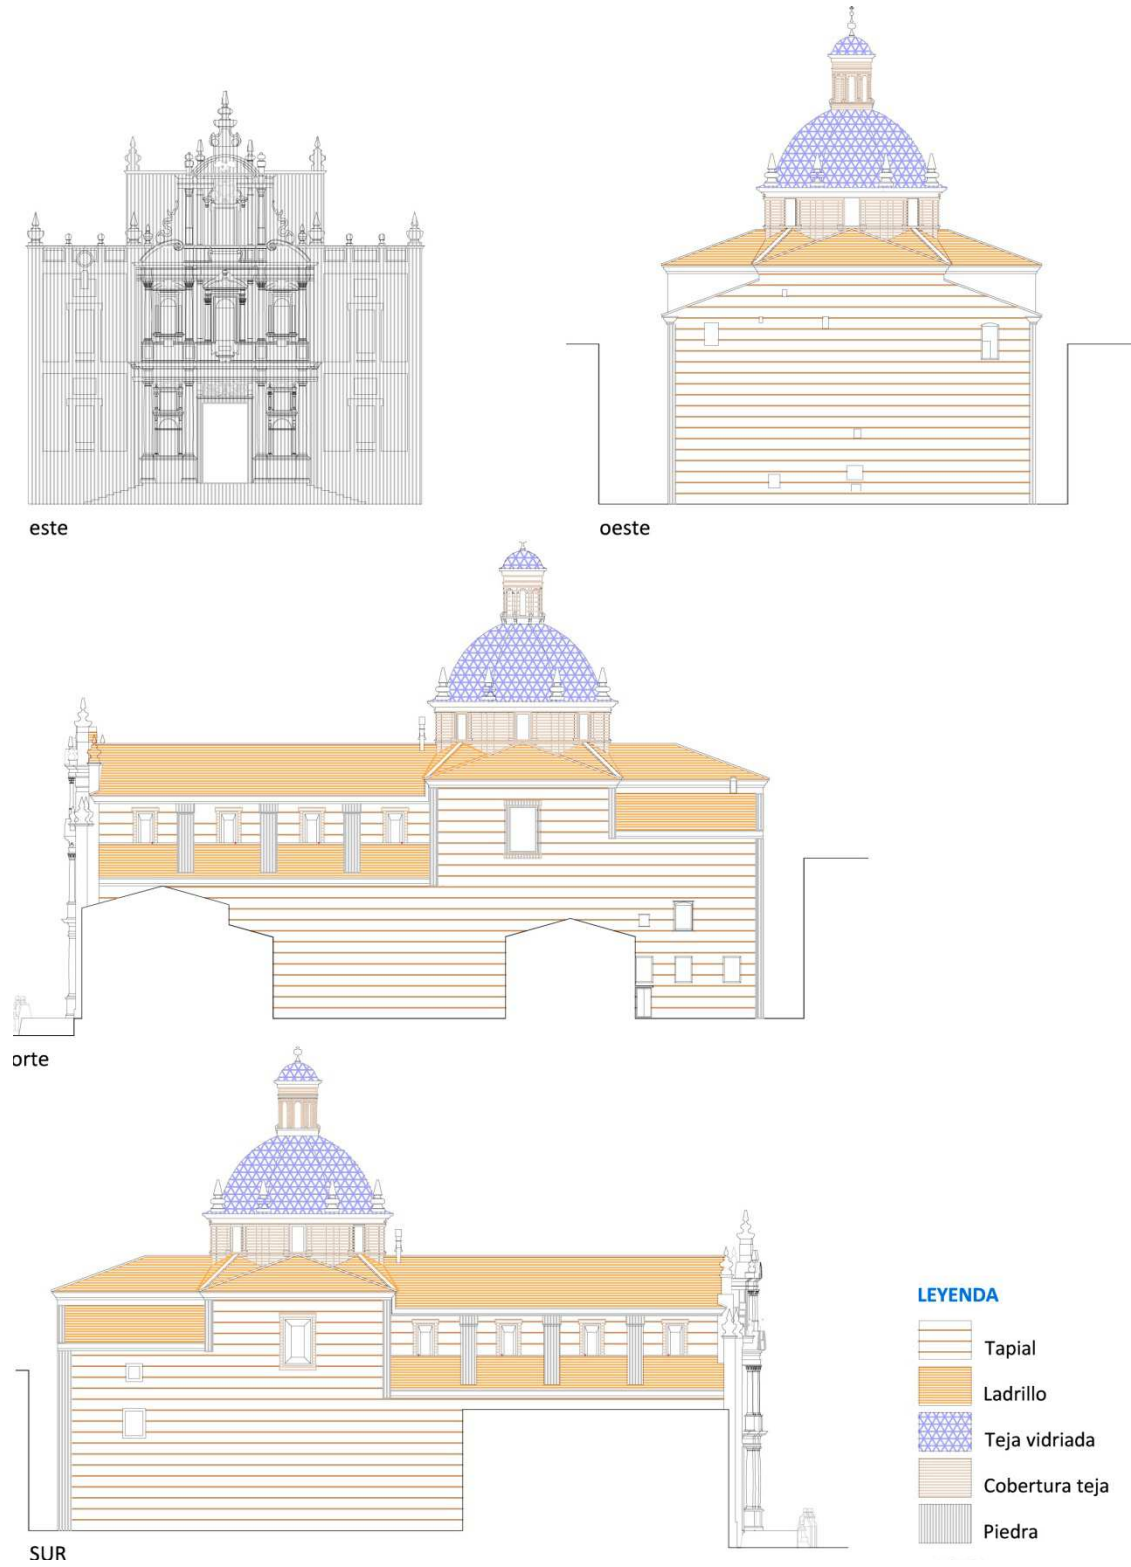 este
oeste
orte
SUR
LEYENDA
Tapial
Ladrillo
Teja vidriada
Cobertura teja
Piedra